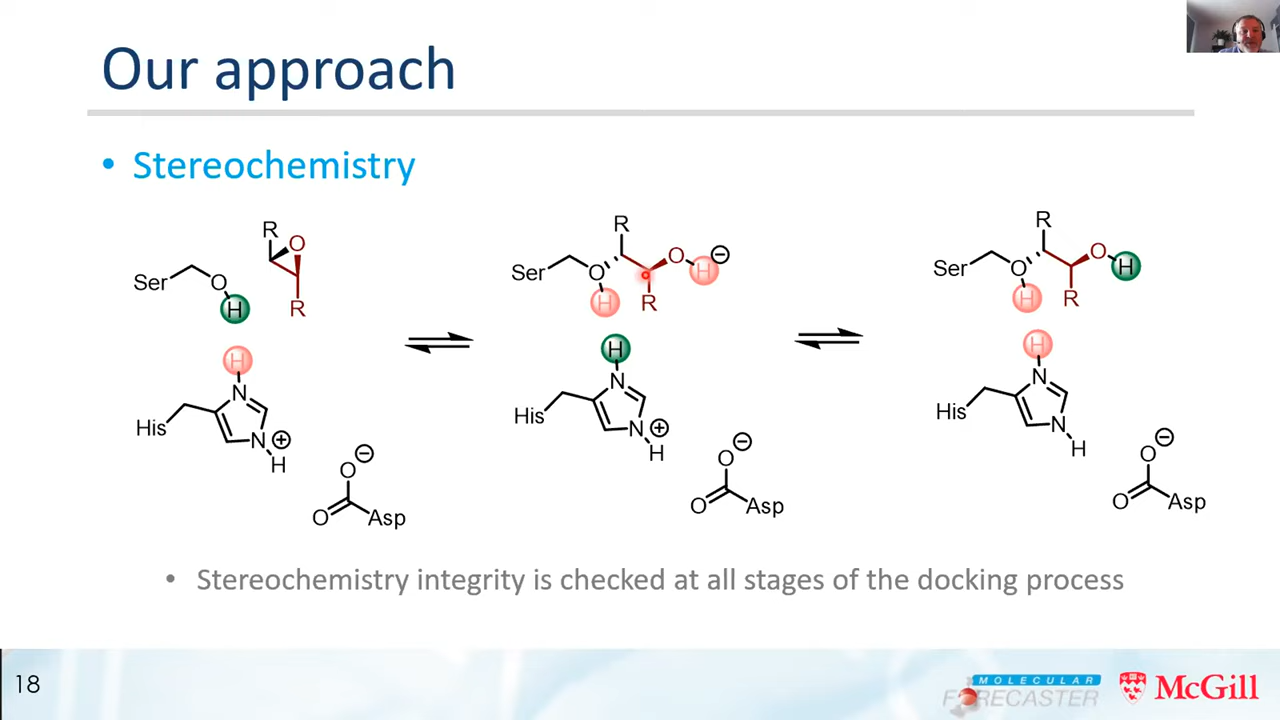 Our approach
• Stereochemistry
R
O
Ser
O
H
R
H
N
His
N
⊕
H
⊖
O
O
Asp
R
Ser
O
O
⊖
H
H
R
H
N
His
N
⊕
H
⊖
O
O
Asp
R
Ser
O
O
H
H
R
H
N
His
N
H
⊖
O
O
Asp
• Stereochemistry integrity is checked at all stages of the docking process
18
MOLECULAR
FORECASTER
McGill